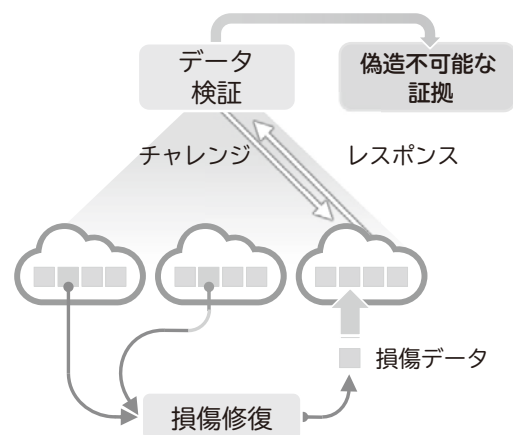 データ
検証
偽造不可能な
証拠
チャレンジ
レスポンス
損傷データ
損傷修復